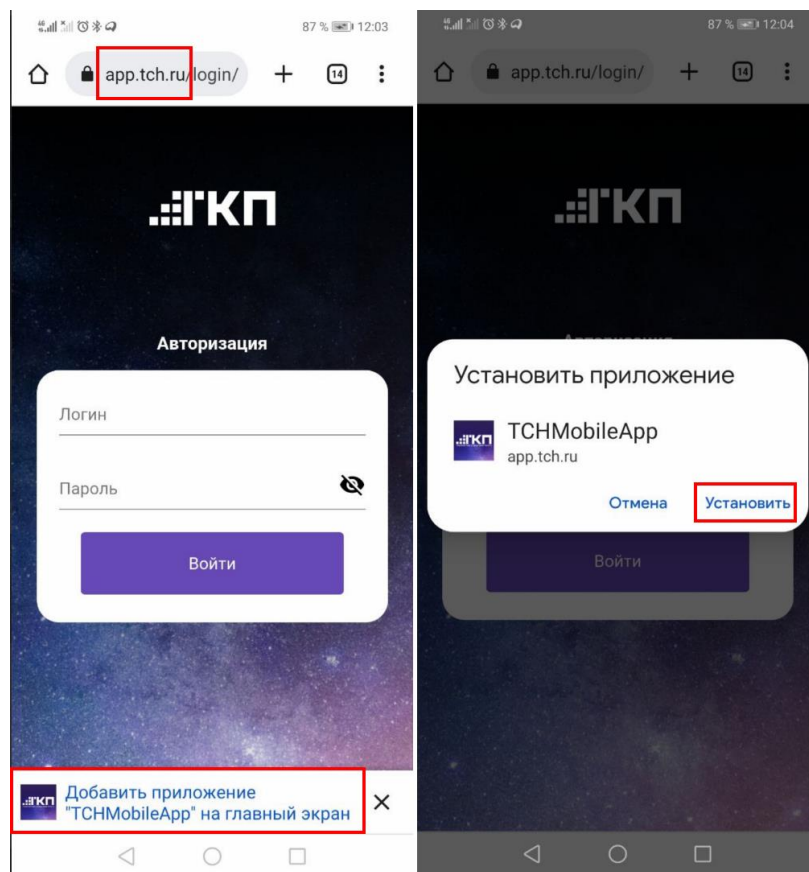 87 % 12:03
app.tch.ru/login/
14
ГКП
Авторизация
Логин
Пароль
Войти
ГКП
Добавить приложение
"TCHMobileApp" на главный экран
87 % 12:04
app.tch.ru/login/
14
ГКП
Установить приложение
ГКП
TCHMobileApp
app.tch.ru
Отмена
Установить
Войти